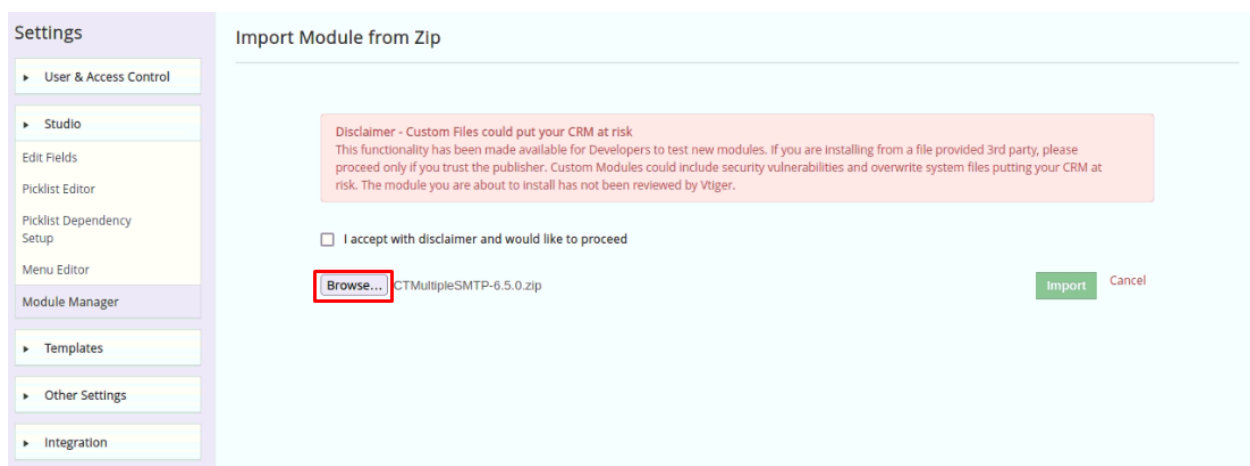 Settings
User & Access Control
Studio
Edit Fields
Picklist Editor
Picklist Dependency
Setup
Menu Editor
Module Manager
Templates
Other Settings
Integration
Import Module from Zip
Disclaimer - Custom Files could put your CRM at risk
This functionality has been made available for Developers to test new modules. If you are installing from a file provided 3rd party, please
proceed only if you trust the publisher. Custom Modules could include security vulnerabilities and overwrite system files putting your CRM at
risk. The module you are about to install has not been reviewed by Vtiger.
I accept with disclaimer and would like to proceed
Browse... CTMultipleSMTP-6.5.0.zip
Import Cancel